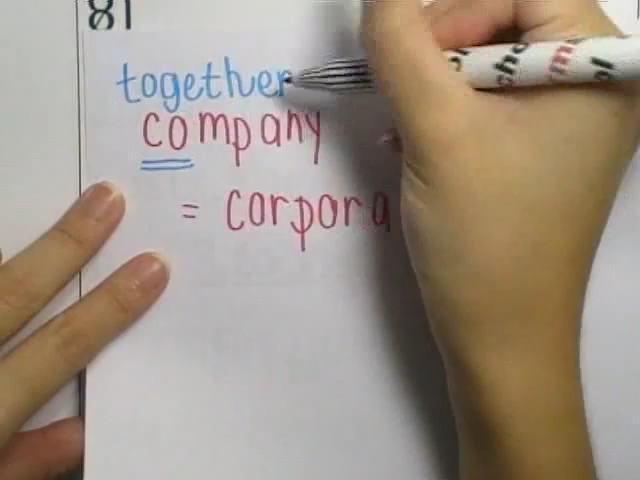 81
together
company
= corpora